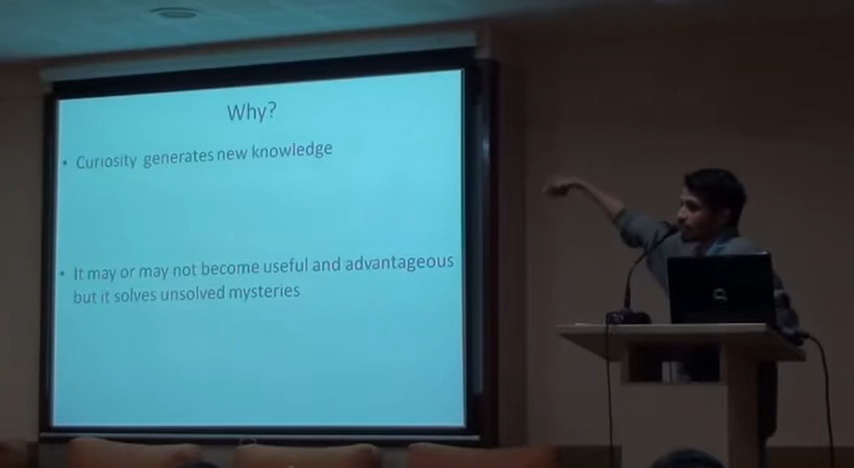 Why?
• Curiosity generates new knowledge
• It may or may not become useful and advantageous
but it solves unsolved mysteries